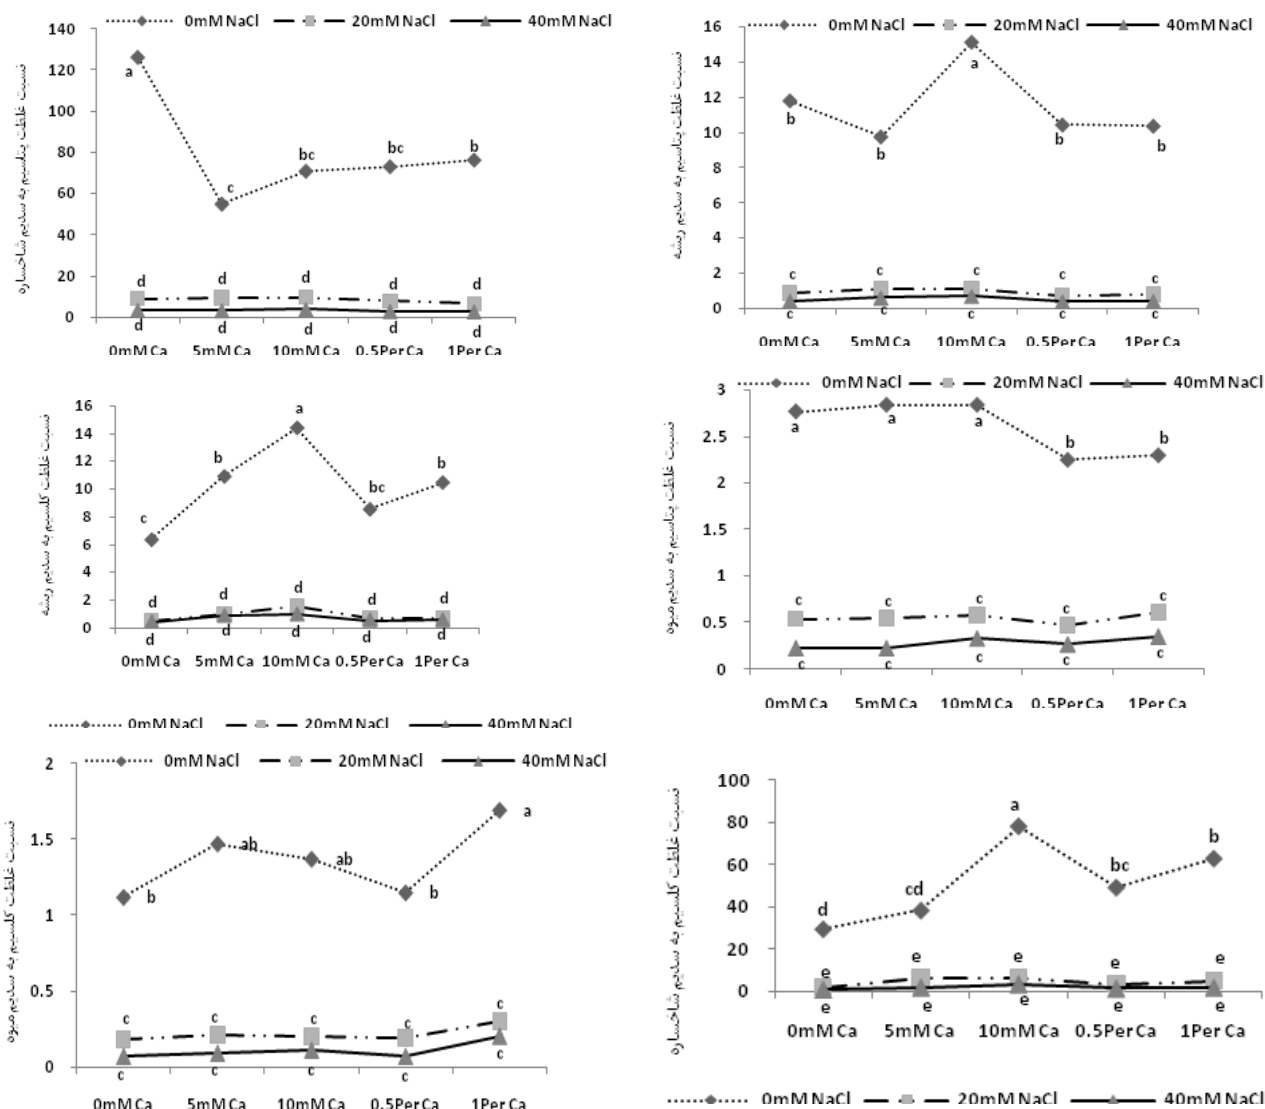 0mM NaCl 20mM NaCl 40mM NaCl
نسبت غلظت پتاسیم به سدیم شاخساره
140
120
100
80
60
40
20
0
a
c
bc
bc
b
d d d d d
d d d d d
0mM Ca 5mM Ca 10mM Ca 0.5Per Ca 1Per Ca
0mM NaCl 20mM NaCl 40mM NaCl
نسبت غلظت پتاسیم به سدیم ریشه
16
14
12
10
8
6
4
2
0
b
b
a
b
b
c c c c c
c c c c c
0mM Ca 5mM Ca 10mM Ca 0.5Per Ca 1Per Ca
نسبت غلظت کلسیم به سدیم ریشه
16
14
12
10
8
6
4
2
0
c
b
a
bc
b
d d d d d
d d d d d
0mM Ca 5mM Ca 10mM Ca 0.5Per Ca 1Per Ca
0mM NaCl 20mM NaCl 40mM NaCl
0mM NaCl 20mM NaCl 40mM NaCl
نسبت غلظت پتاسیم به سدیم میوه
3
2.5
2
1.5
1
0.5
0
a
a
a
b
b
c c c c c
c c c c c
0mM Ca 5mM Ca 10mM Ca 0.5Per Ca 1Per Ca
0mM NaCl 20mM NaCl 40mM NaCl
نسبت غلظت کلسیم به سدیم میوه
2
1.5
1
0.5
0
b
ab
ab
b
a
c c c c c
c c c c c
0mM Ca 5mM Ca 10mM Ca 0.5Per Ca 1Per Ca
نسبت غلظت کلسیم به سدیم شاخساره
100
80
60
40
20
0
d
cd
a
bc
b
e e e e e
e e e e e
0mM Ca 5mM Ca 10mM Ca 0.5Per Ca 1Per Ca
0mM NaCl 20mM NaCl 40mM NaCl